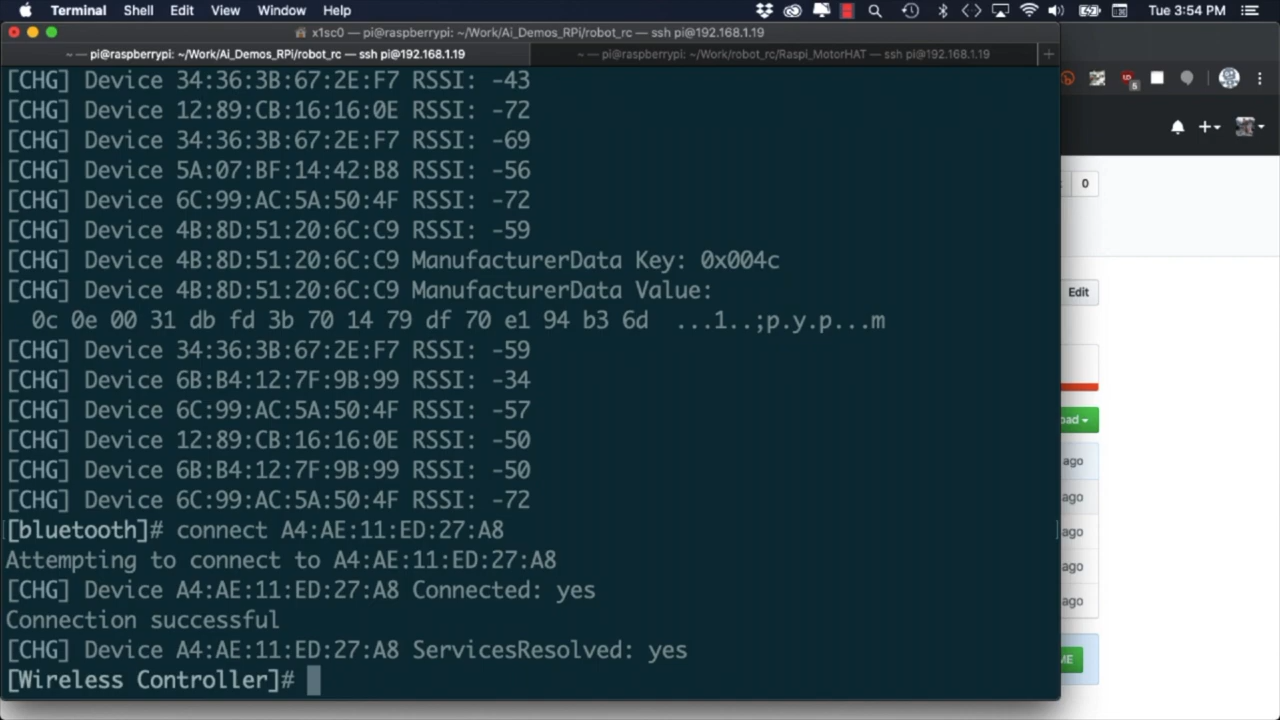 Terminal Shell Edit View Window Help Tue 3:54 PM
x1sc0 — pi@raspberrypi: ~/Work/Ai_Demos_RPi/robot_rc — ssh pi@192.168.1.19
~ — pi@raspberrypi: ~/Work/Ai_Demos_RPi/robot_rc — ssh pi@192.168.1.19 ~ — pi@raspberrypi: ~/Work/robot_rc/Raspi_MotorHAT — ssh pi@192.168.1.19 +
[CHG] Device 34:36:3B:67:2E:F7 RSSI: -43
[CHG] Device 12:89:CB:16:16:0E RSSI: -72
[CHG] Device 34:36:3B:67:2E:F7 RSSI: -69
[CHG] Device 5A:07:BF:14:42:B8 RSSI: -56
[CHG] Device 6C:99:AC:5A:50:4F RSSI: -72
[CHG] Device 4B:8D:51:20:6C:C9 RSSI: -59
[CHG] Device 4B:8D:51:20:6C:C9 ManufacturerData Key: 0x004c
[CHG] Device 4B:8D:51:20:6C:C9 ManufacturerData Value:
0c 0e 00 31 db fd 3b 70 14 79 df 70 e1 94 b3 6d ...1..;p.y.p...m
[CHG] Device 34:36:3B:67:2E:F7 RSSI: -59
[CHG] Device 6B:B4:12:7F:9B:99 RSSI: -34
[CHG] Device 6C:99:AC:5A:50:4F RSSI: -57
[CHG] Device 12:89:CB:16:16:0E RSSI: -50
[CHG] Device 6B:B4:12:7F:9B:99 RSSI: -50
[CHG] Device 6C:99:AC:5A:50:4F RSSI: -72
[bluetooth]# connect A4:AE:11:ED:27:A8
Attempting to connect to A4:AE:11:ED:27:A8
[CHG] Device A4:AE:11:ED:27:A8 Connected: yes
Connection successful
[CHG] Device A4:AE:11:ED:27:A8 ServicesResolved: yes
[Wireless Controller]#
5
0
Edit
oad
ago
ago
ago
ago
ago
ME